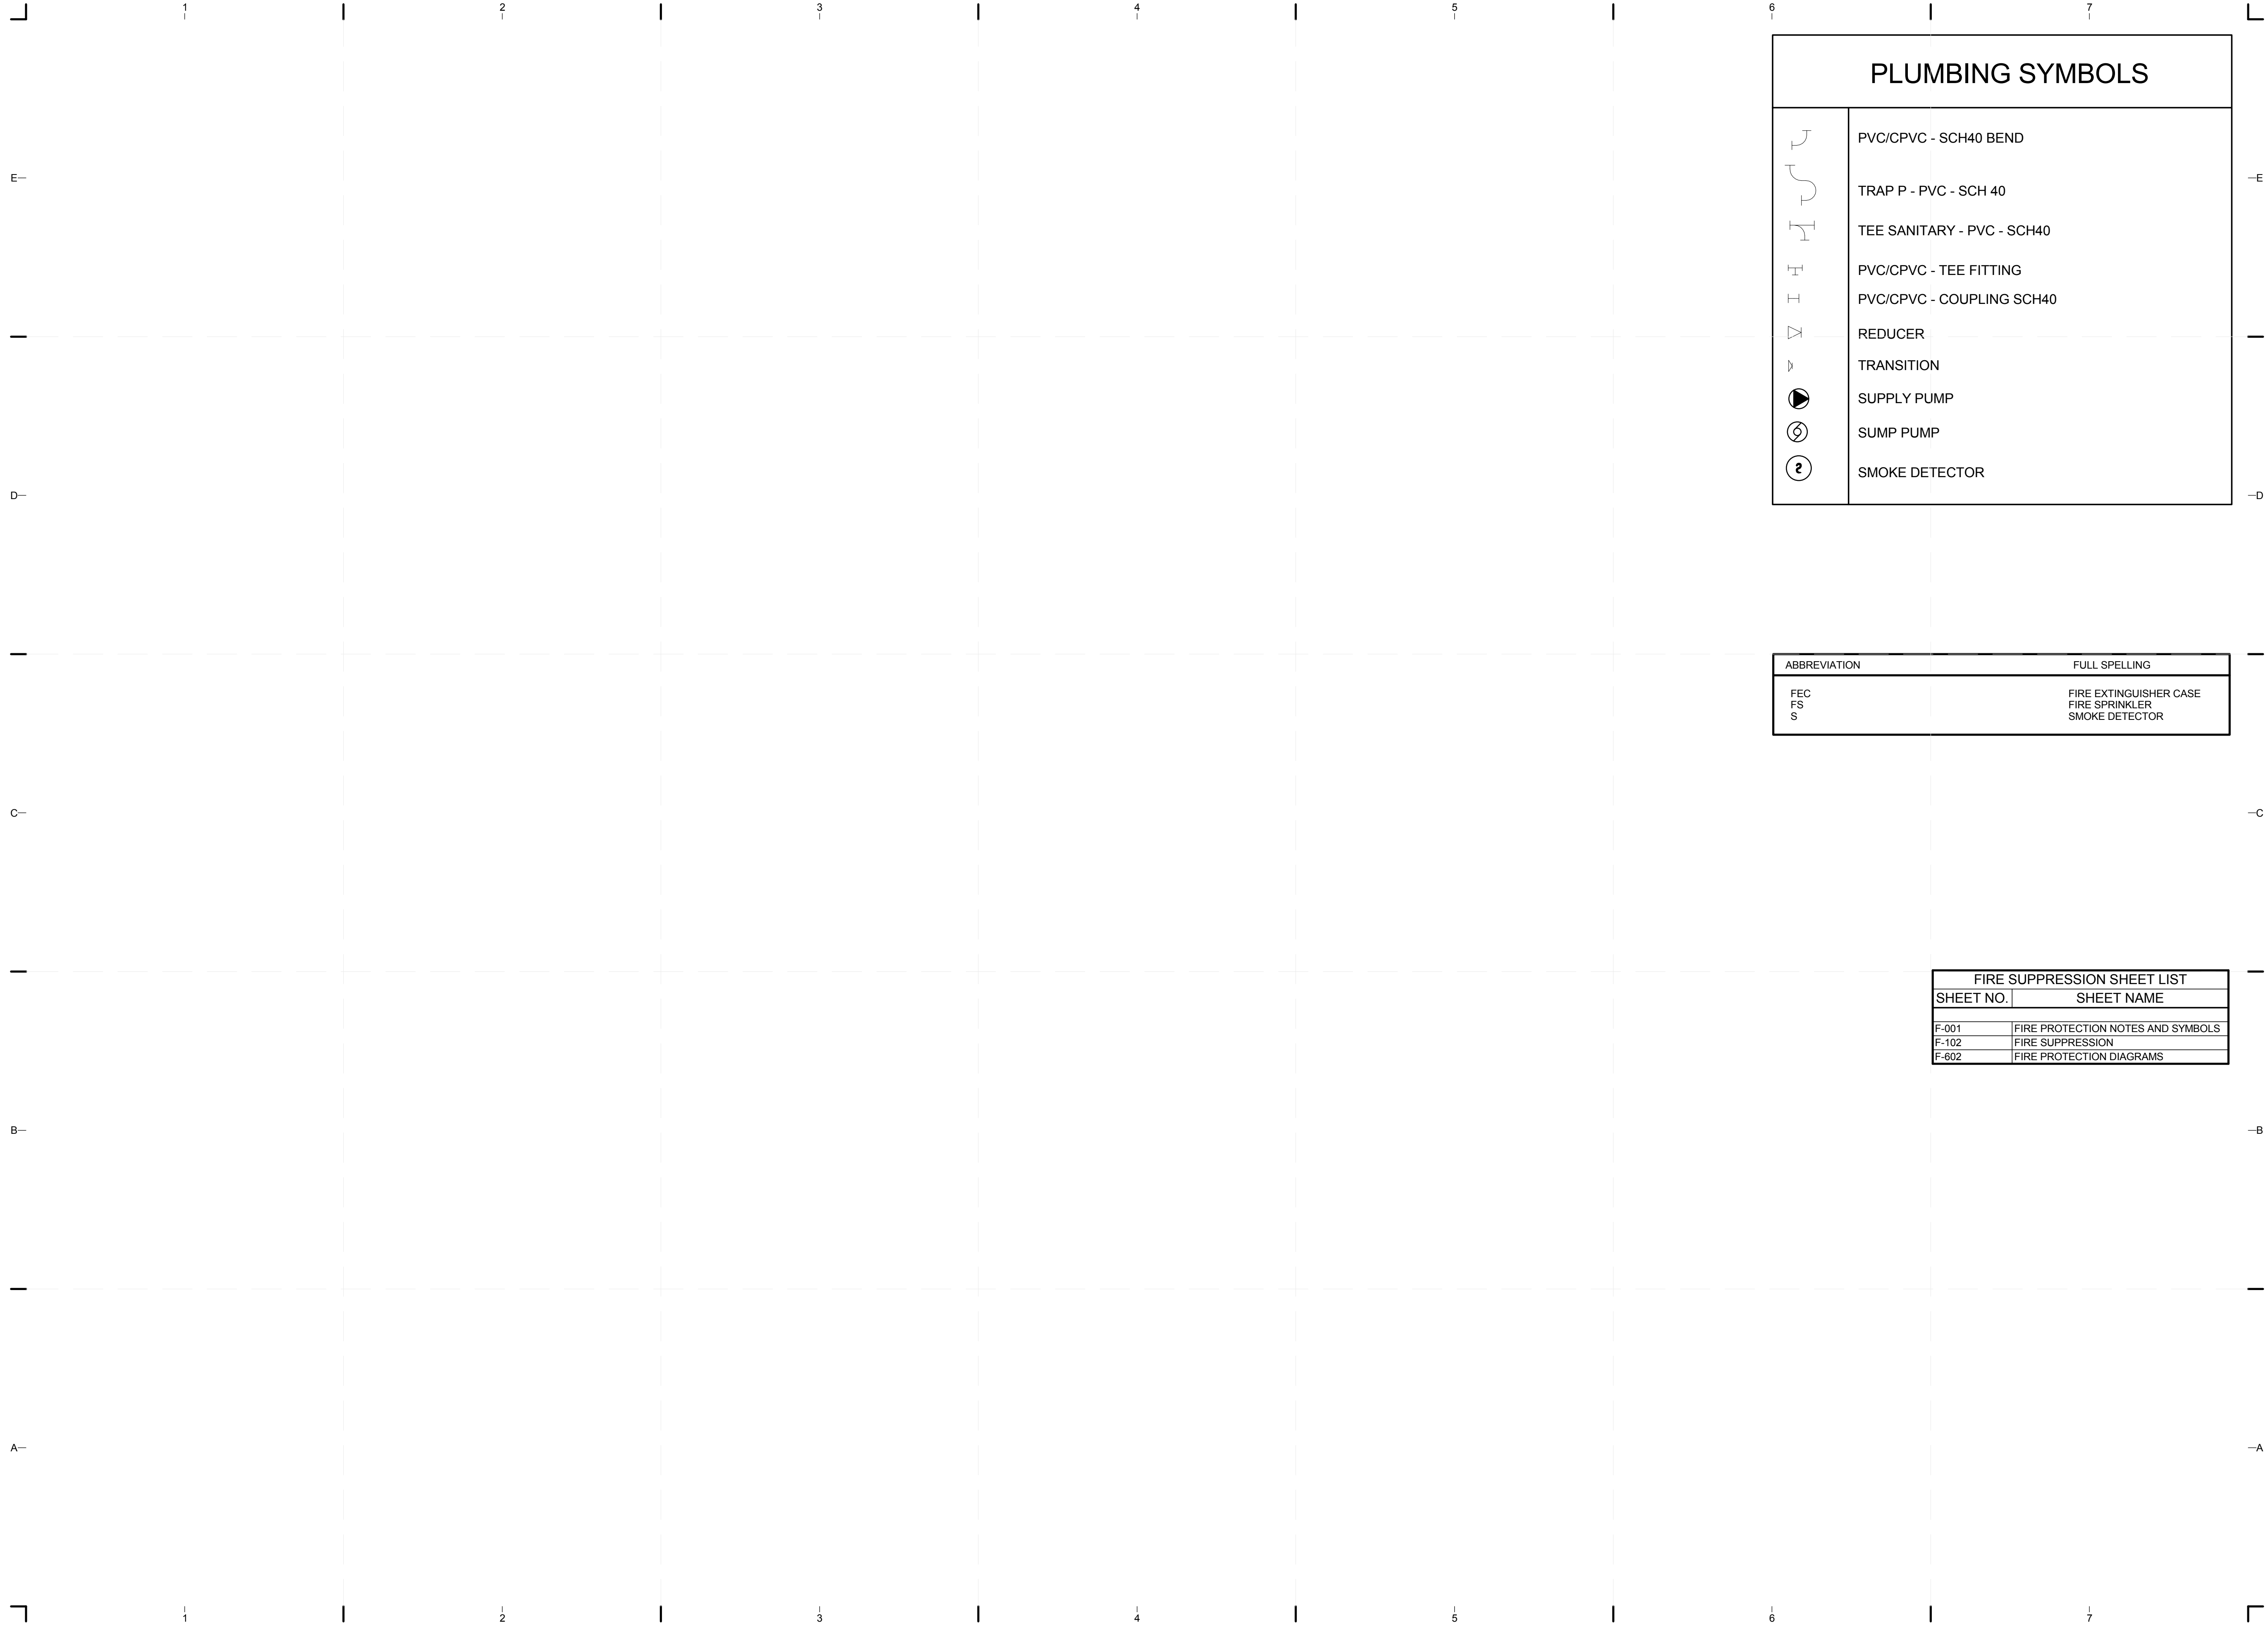 1 2 3 4 5 6 7
PLUMBING SYMBOLS
PVC/CPVC - SCH40 BEND
E E
TRAP P - PVC - SCH 40
TEE SANITARY - PVC - SCH40
PVC/CPVC - TEE FITTING
PVC/CPVC - COUPLING SCH40
REDUCER
TRANSITION
SUPPLY PUMP
SUMP PUMP
SMOKE DETECTOR
D D
ABBREVIATION FULL SPELLING
FEC FIRE EXTINGUISHER CASE
FS FIRE SPRINKLER
S SMOKE DETECTOR
C C
FIRE SUPPRESSION SHEET LIST
SHEET NO. SHEET NAME
F-001 FIRE PROTECTION NOTES AND SYMBOLS
F-102 FIRE SUPPRESSION
F-602 FIRE PROTECTION DIAGRAMS
B B
A A
1 2 3 4 5 6 7